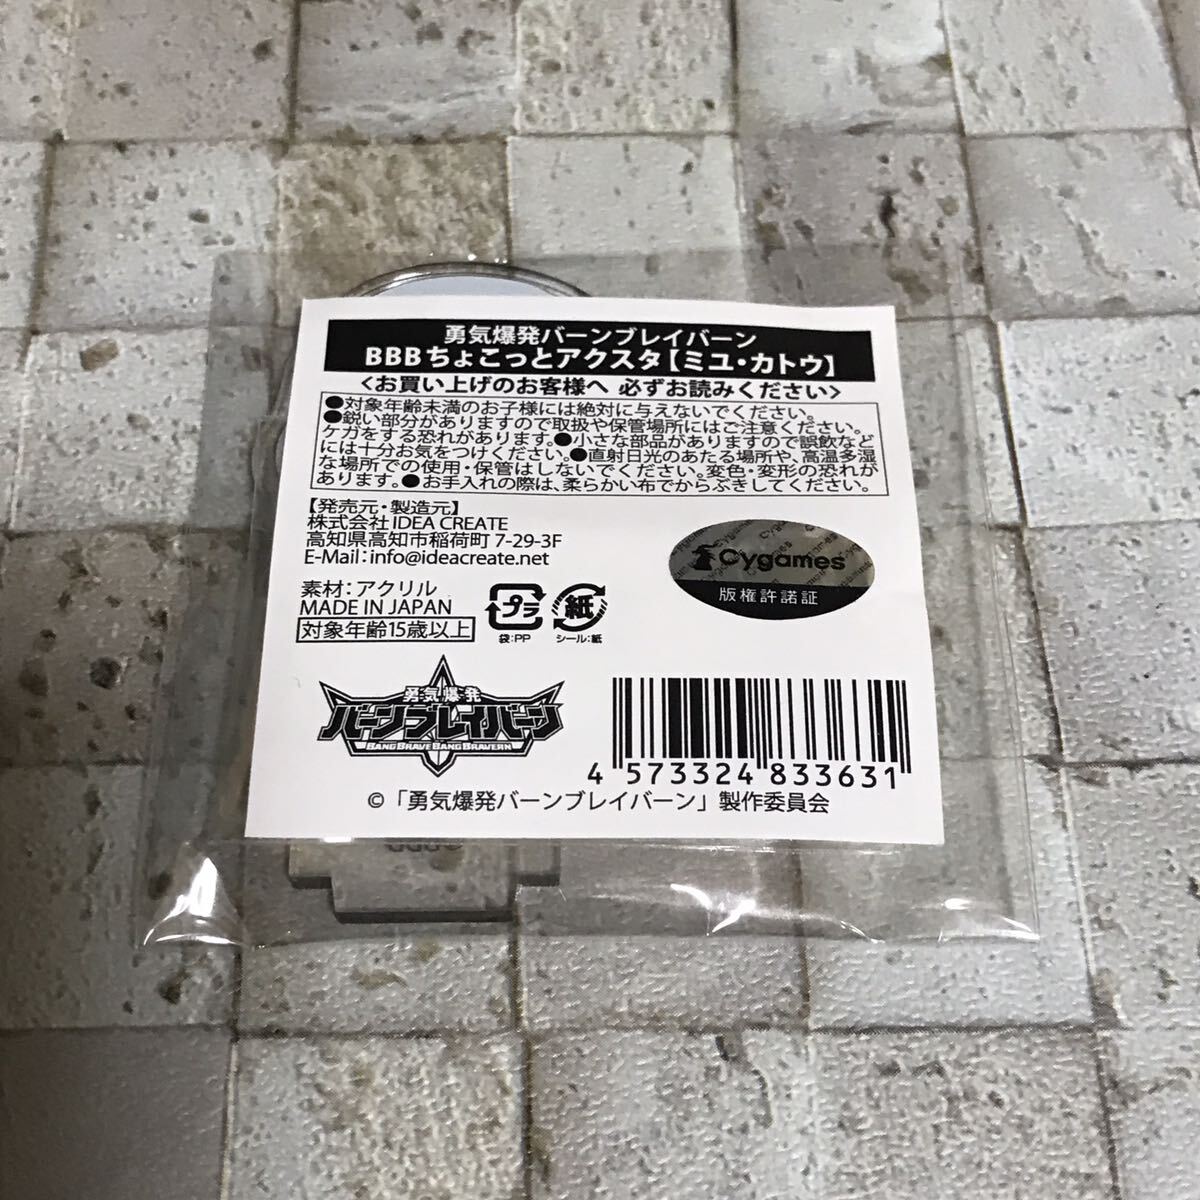 勇気爆発バーンブレイバーン
BBBちょこっとアクスタ【ミユ・カトウ】
<お買い上げのお客様へ 必ずお読みください>
●対象年齢未満のお子様には絶対に与えないでください。
●鋭い部分がありますので取扱や保管場所にはご注意ください。
ケガをする恐れがあります。●小さな部品がありますので誤飲など
には十分お気をつけください。●直射日光のあたる場所や、高温多湿
な場所での使用・保管はしないでください。変色・変形の恐れが
あります。●お手入れの際は、柔らかい布でからぶきしてください。
【発売元・製造元】
株式会社 IDEA CREATE
高知県高知市稲荷町 7-29-3F
E-Mail：info@ideacreate.net
Cygames
版権許諾証
素材：アクリル
MADE IN JAPAN
対象年齢15歳以上
プラ
袋：PP
紙
シール：紙
勇気爆発
バーンブレイバーン
BANG BRAVE BANG BRAVERN
4 573324 833631
©「勇気爆発バーンブレイバーン」製作委員会